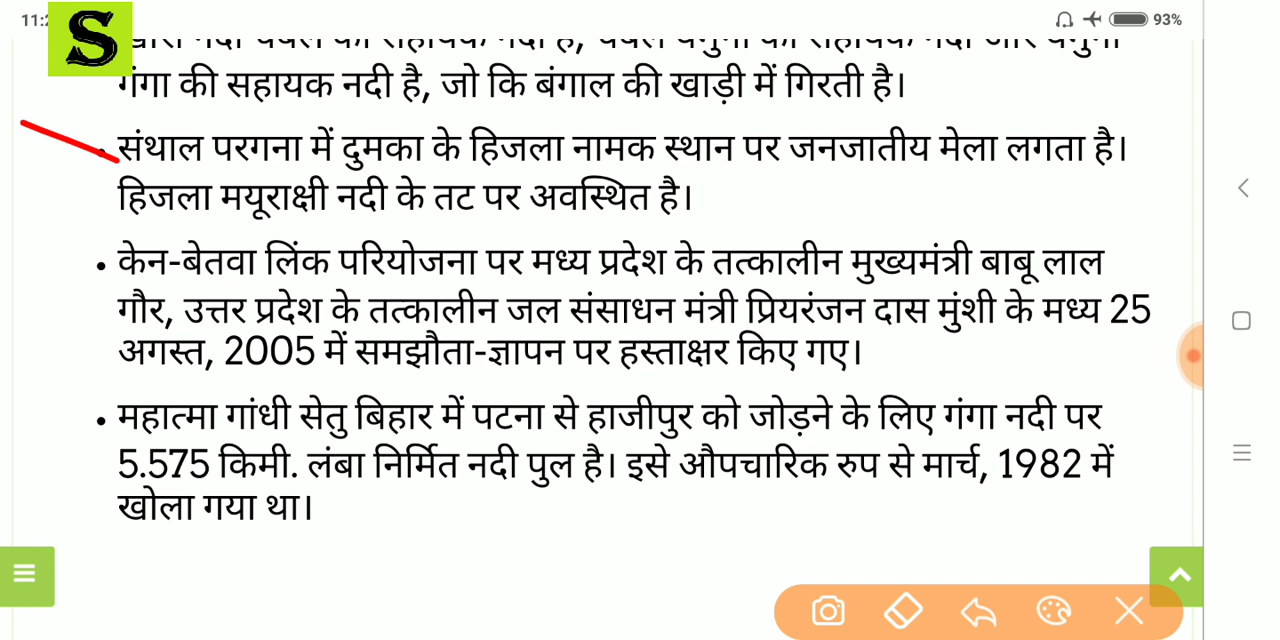 11:2
S
93%
गंगा की सहायक नदी है, जो कि बंगाल की खाड़ी में गिरती है।
• संथाल परगना में दुमका के हिजला नामक स्थान पर जनजातीय मेला लगता है।
हिजला मयूराक्षी नदी के तट पर अवस्थित है।
• केन-बेतवा लिंक परियोजना पर मध्य प्रदेश के तत्कालीन मुख्यमंत्री बाबू लाल
गौर, उत्तर प्रदेश के तत्कालीन जल संसाधन मंत्री प्रियरंजन दास मुंशी के मध्य 25
अगस्त, 2005 में समझौता-ज्ञापन पर हस्ताक्षर किए गए।
• महात्मा गांधी सेतु बिहार में पटना से हाजीपुर को जोड़ने के लिए गंगा नदी पर
5.575 किमी. लंबा निर्मित नदी पुल है। इसे औपचारिक रुप से मार्च, 1982 में
खोला गया था।